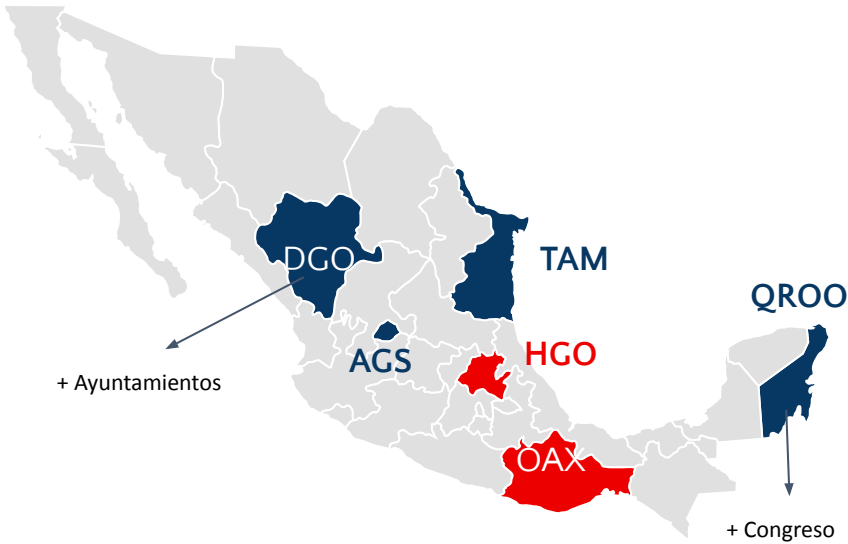 DGO
TAM
QROO
AGS
HGO
+ Ayuntamientos
OAX
+ Congreso